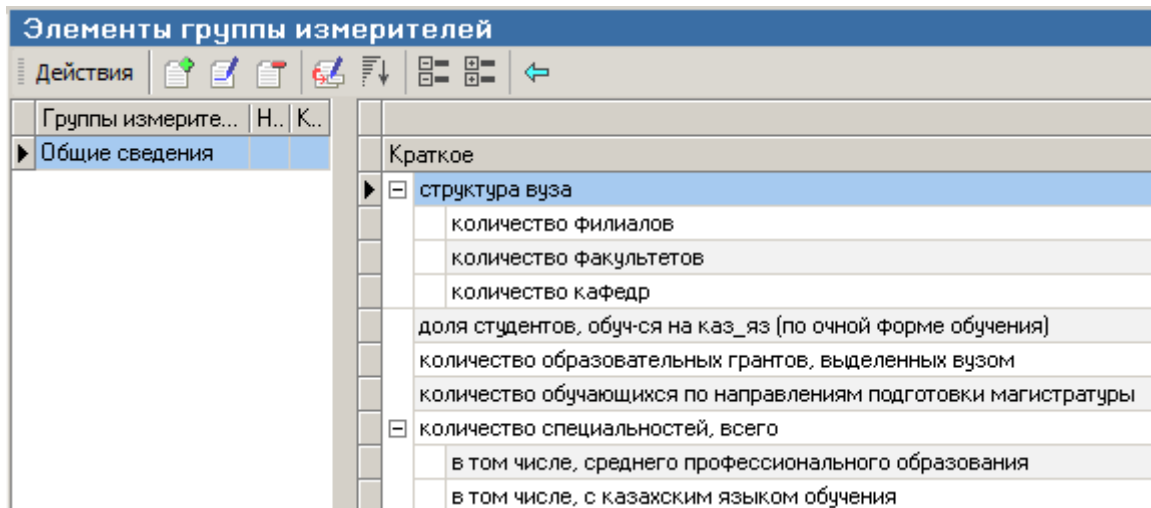 Элементы группы измерителей
Действия
Группы измерите... Н.. К..
Общие сведения
Краткое
структура вуза
количество филиалов
количество факультетов
количество кафедр
доля студентов, обуч-ся на каз_яз (по очной форме обучения)
количество образовательных грантов, выделенных вузом
количество обучающихся по направлениям подготовки магистратуры
количество специальностей, всего
в том числе, среднего профессионального образования
в том числе, с казахским языком обучения